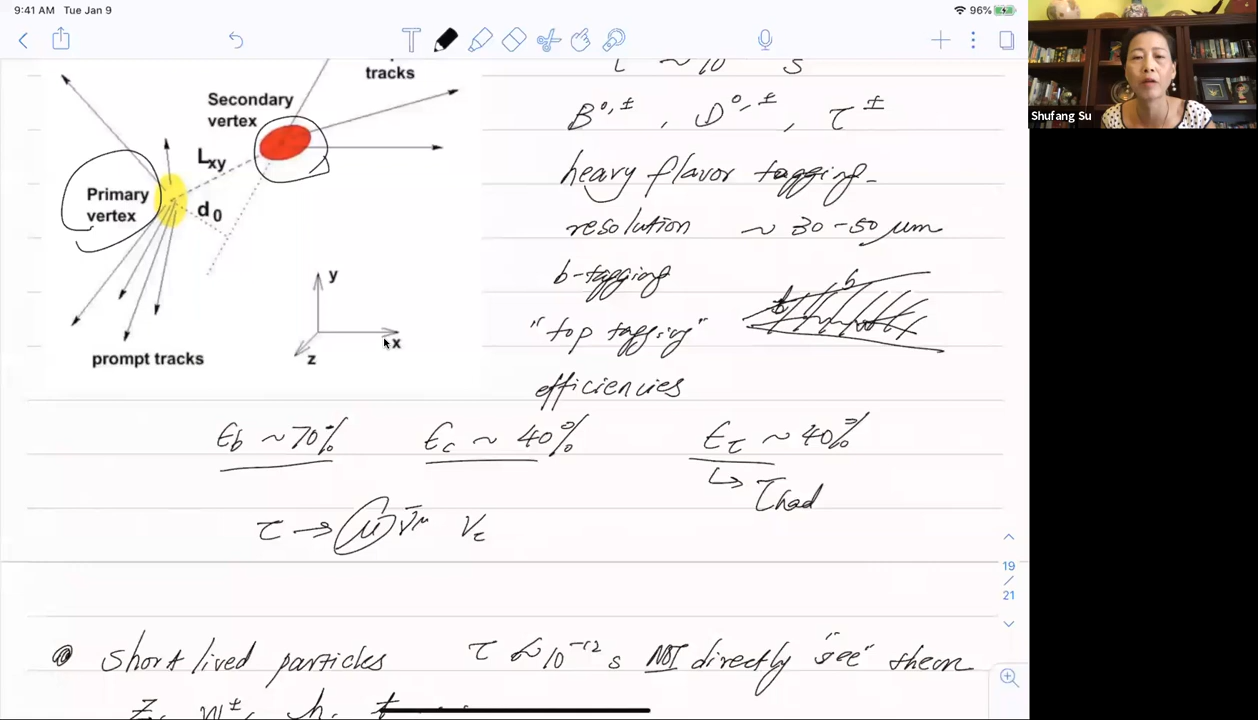 9:41 AM Tue Jan 9
96%
tracks
Secondary
vertex
Lxy
Primary
vertex
d0
y
x
z
prompt tracks
B⁰,±, D⁰,±, τ±
heavy flavor tagging
resolution ~ 30-50 μm
b-tagging
"top tagging"
b
efficiencies
ϵb ~ 70% ϵc ~ 40% ϵτ ~ 40%
↳ τhad
τ → μ ν̄μ ντ
19
/
21
short lived particles τ ≲ 10⁻¹² s NOT directly "see" them
Z, W±, h, t
Shufang Su